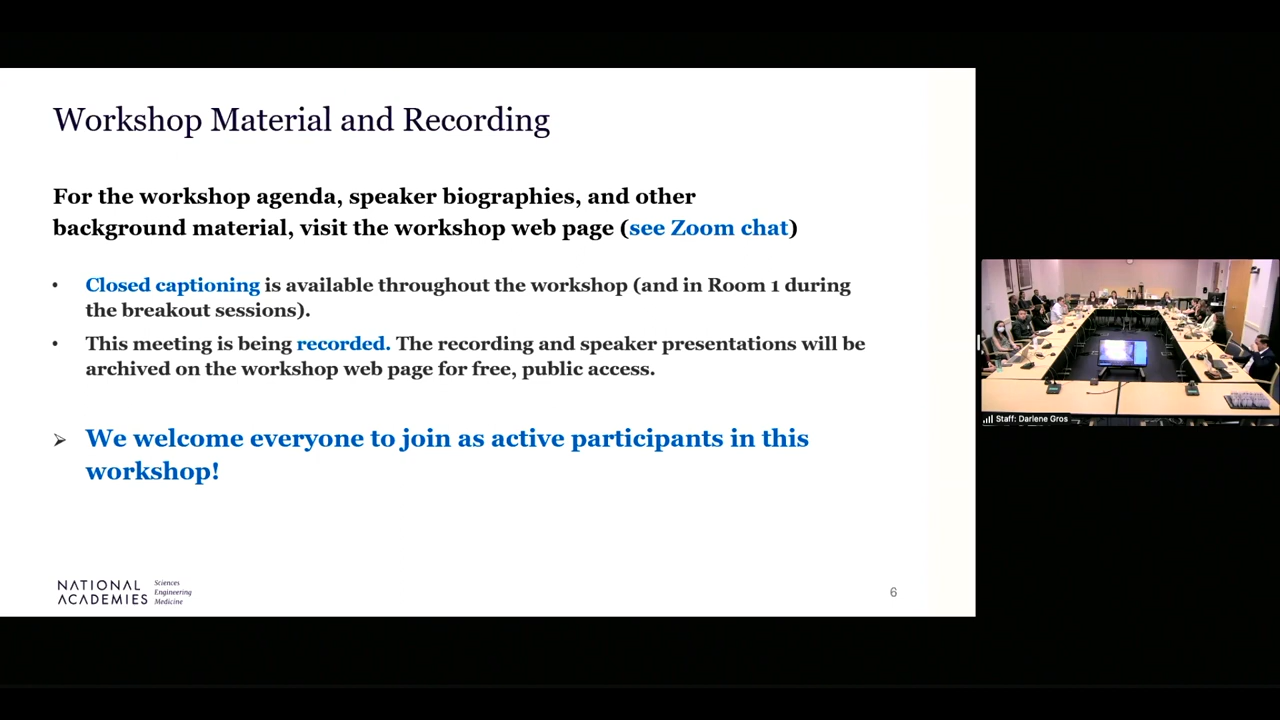 Workshop Material and Recording
For the workshop agenda, speaker biographies, and other
background material, visit the workshop web page (see Zoom chat)
• Closed captioning is available throughout the workshop (and in Room 1 during
the breakout sessions).
• This meeting is being recorded. The recording and speaker presentations will be
archived on the workshop web page for free, public access.
➢ We welcome everyone to join as active participants in this
workshop!
NATIONAL ACADEMIES
Sciences
Engineering
Medicine
6
Staff: Darlene Gros